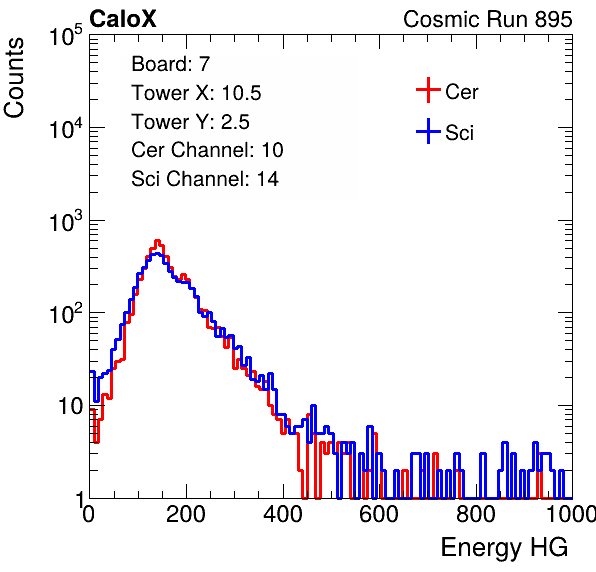 CaloX Cosmic Run 895
Counts
10^5
10^4
10^3
10^2
10
1
Board: 7
Tower X: 10.5
Tower Y: 2.5
Cer Channel: 10
Sci Channel: 14
Cer
Sci
0 200 400 600 800 1000
Energy HG